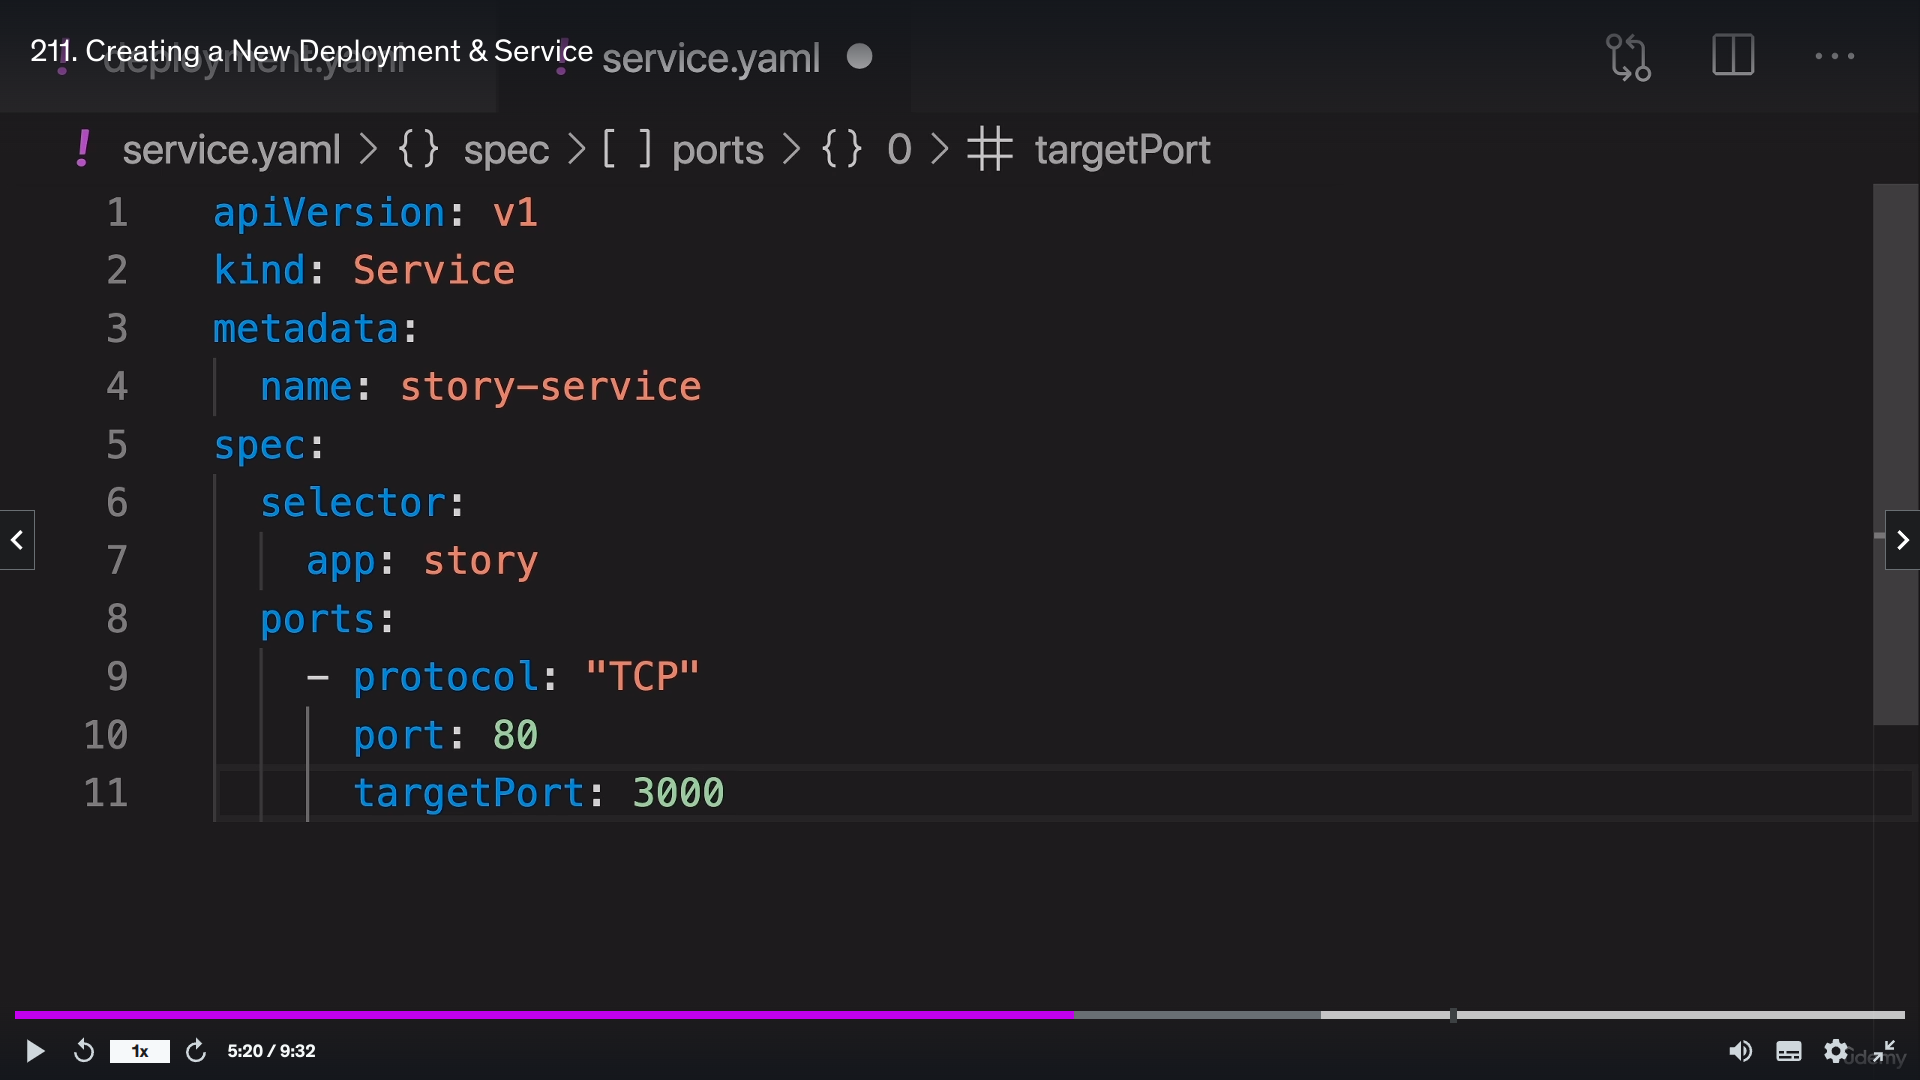 211. Creating a New Deployment & Service
deployment.yaml
! service.yaml
! service.yaml > {} spec > [ ] ports > {} 0 > # targetPort
1 apiVersion: v1
2 kind: Service
3 metadata:
4 name: story-service
5 spec:
6 selector:
7 app: story
8 ports:
9 - protocol: "TCP"
10 port: 80
11 targetPort: 3000
1x 5:20 / 9:32
udemy